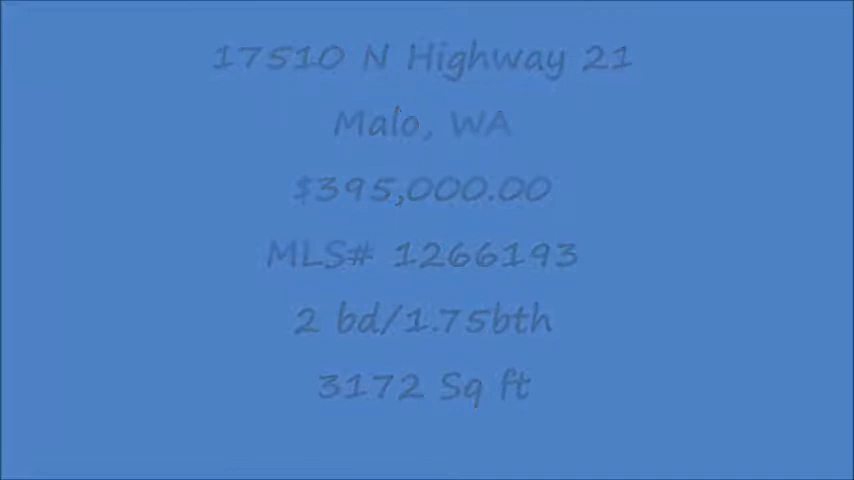 17510 N Highway 21
Malo, WA
$395,000.00
MLS# 1266193
2 bd/1.75bth
3172 Sq ft